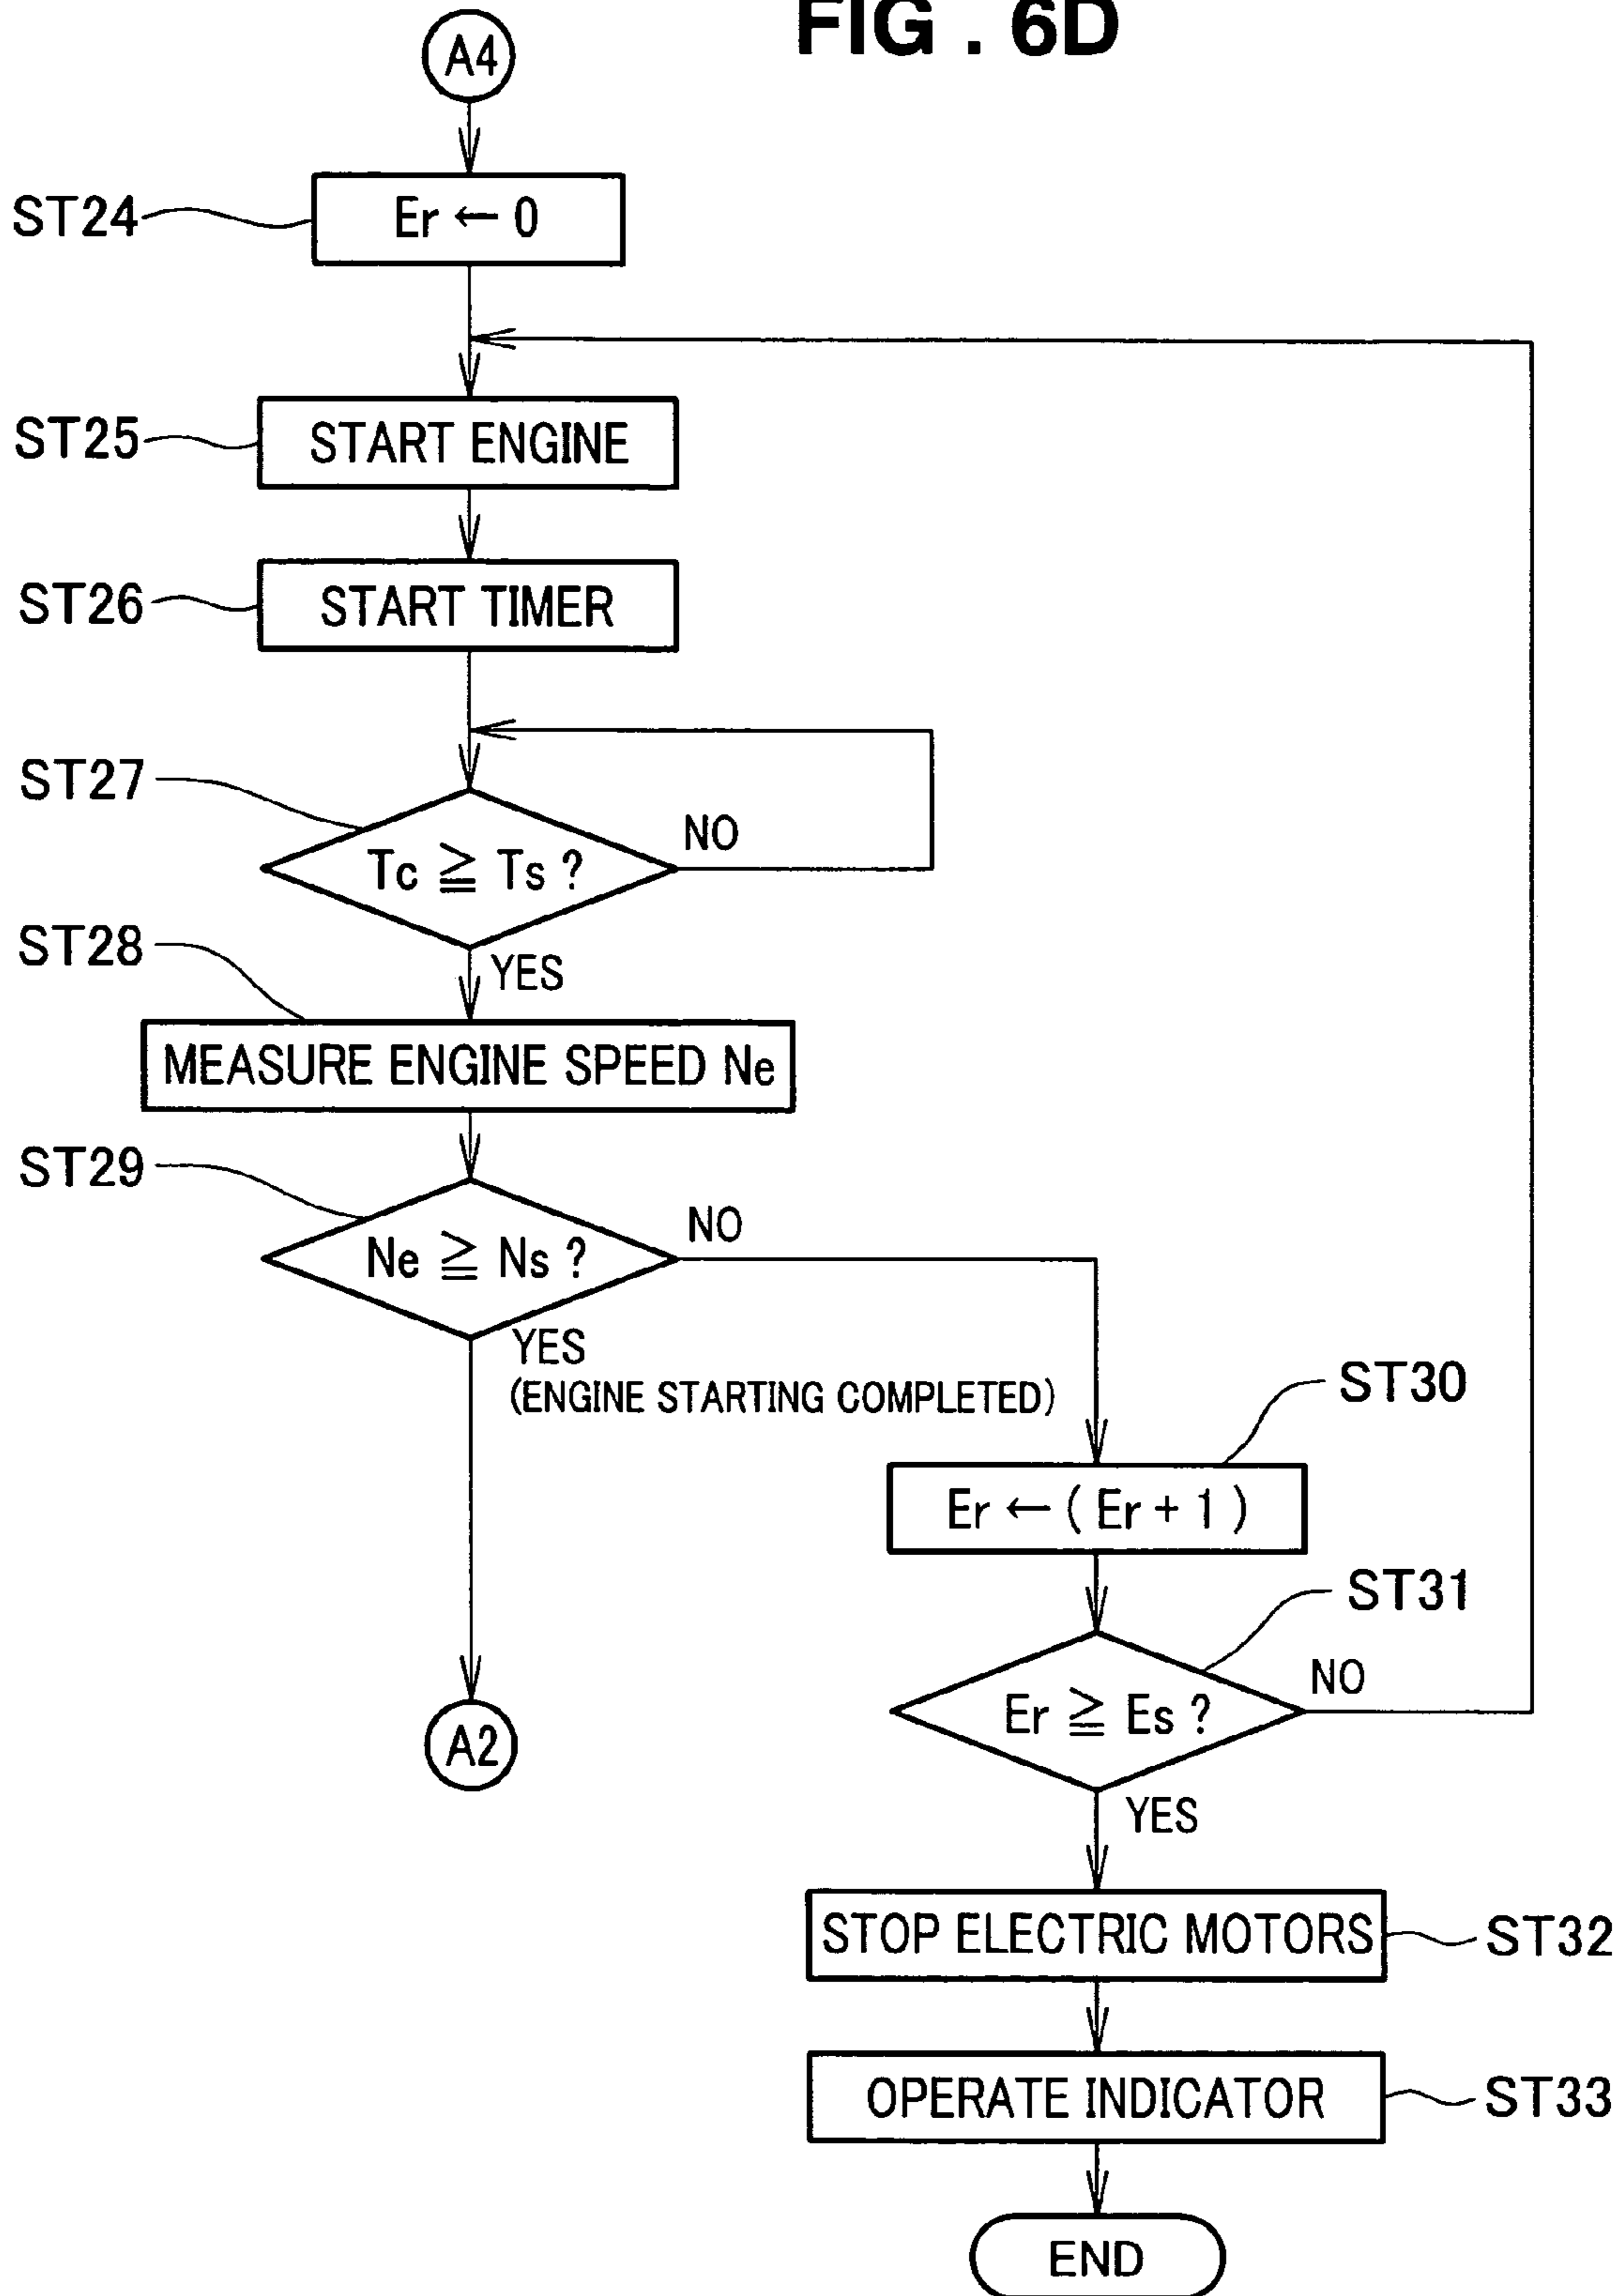 FIG . 6D
A4
ST24
Er ← 0
ST25
START ENGINE
ST26
START TIMER
ST27
Tc ≧ Ts ?
NO
YES
ST28
MEASURE ENGINE SPEED Ne
ST29
Ne ≧ Ns ?
NO
YES
(ENGINE STARTING COMPLETED)
ST30
Er ← ( Er + 1 )
ST31
Er ≧ Es ?
NO
YES
A2
STOP ELECTRIC MOTORS
ST32
OPERATE INDICATOR
ST33
END